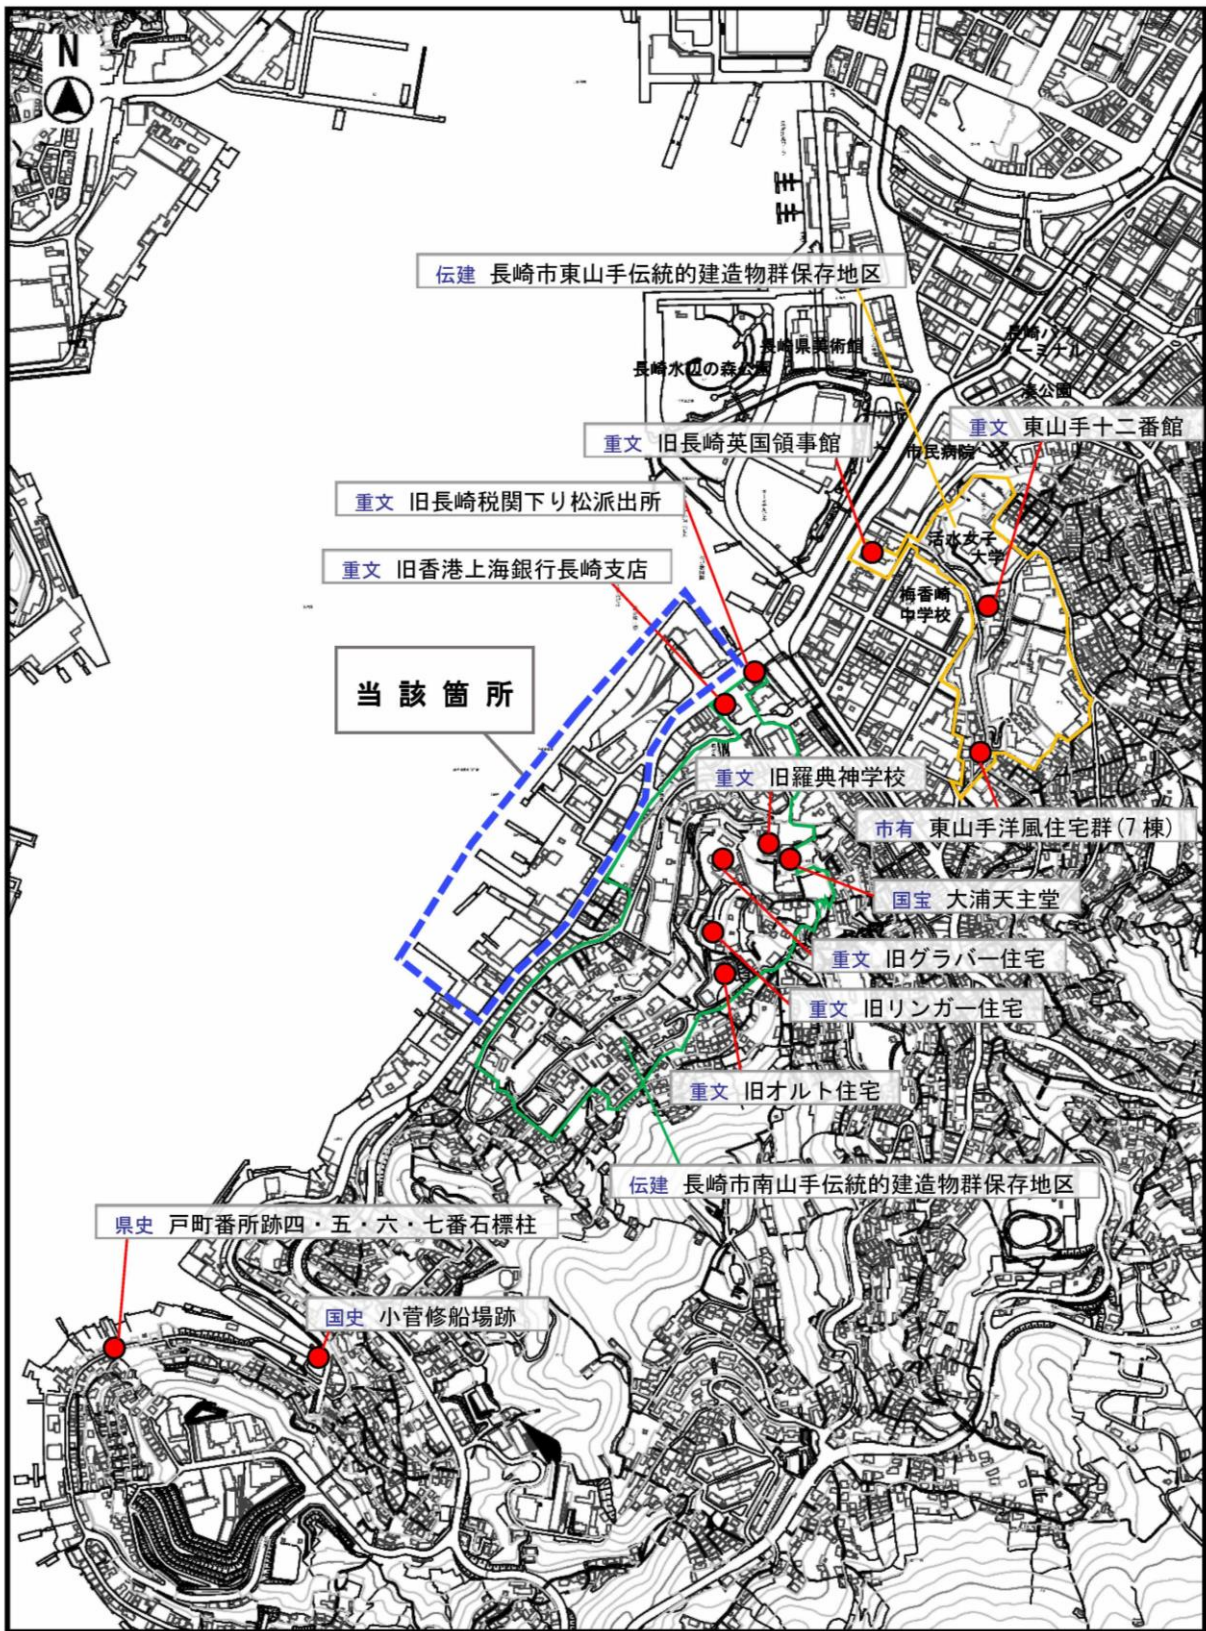 N
伝建 長崎市東山手伝統的建造物群保存地区
長崎バス
ターミナル
長崎県美術館
長崎水辺の森公園
湊公園
重文 東山手十二番館
重文 旧長崎英国領事館
市民病院
重文 旧長崎税関下り松派出所
活水女子
大学
重文 旧香港上海銀行長崎支店
梅香崎
中学校
当該箇所
重文 旧羅典神学校
市有 東山手洋風住宅群(7棟)
国宝 大浦天主堂
重文 旧グラバー住宅
重文 旧リンガー住宅
重文 旧オルト住宅
伝建 長崎市南山手伝統的建造物群保存地区
県史 戸町番所跡四・五・六・七番石標柱
国史 小菅修船場跡